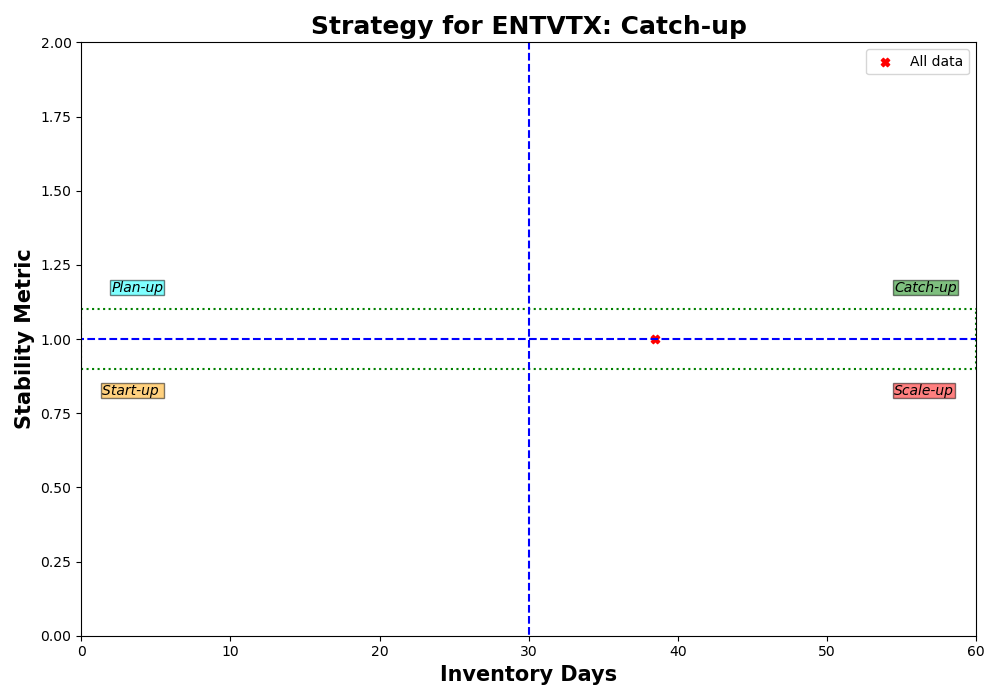 Strategy for ENTVTX: Catch-up
All data
Stability Metric
2.00
1.75
1.50
1.25
1.00
0.75
0.50
0.25
0.00
Plan-up
Catch-up
Start-up
Scale-up
0
10
20
30
40
50
60
Inventory Days